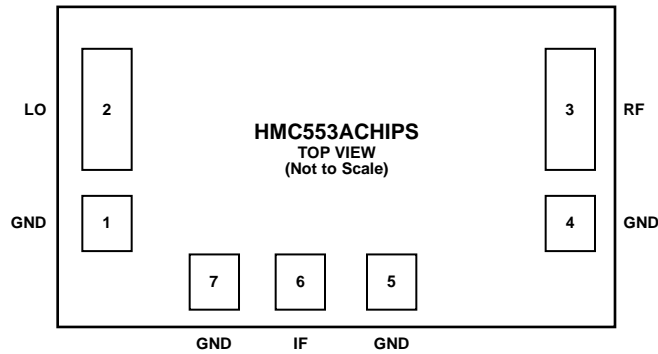 LO
2
HMC553ACHIPS
TOP VIEW
(Not to Scale)
3
RF
GND
1
4
GND
7
6
5
GND
IF
GND